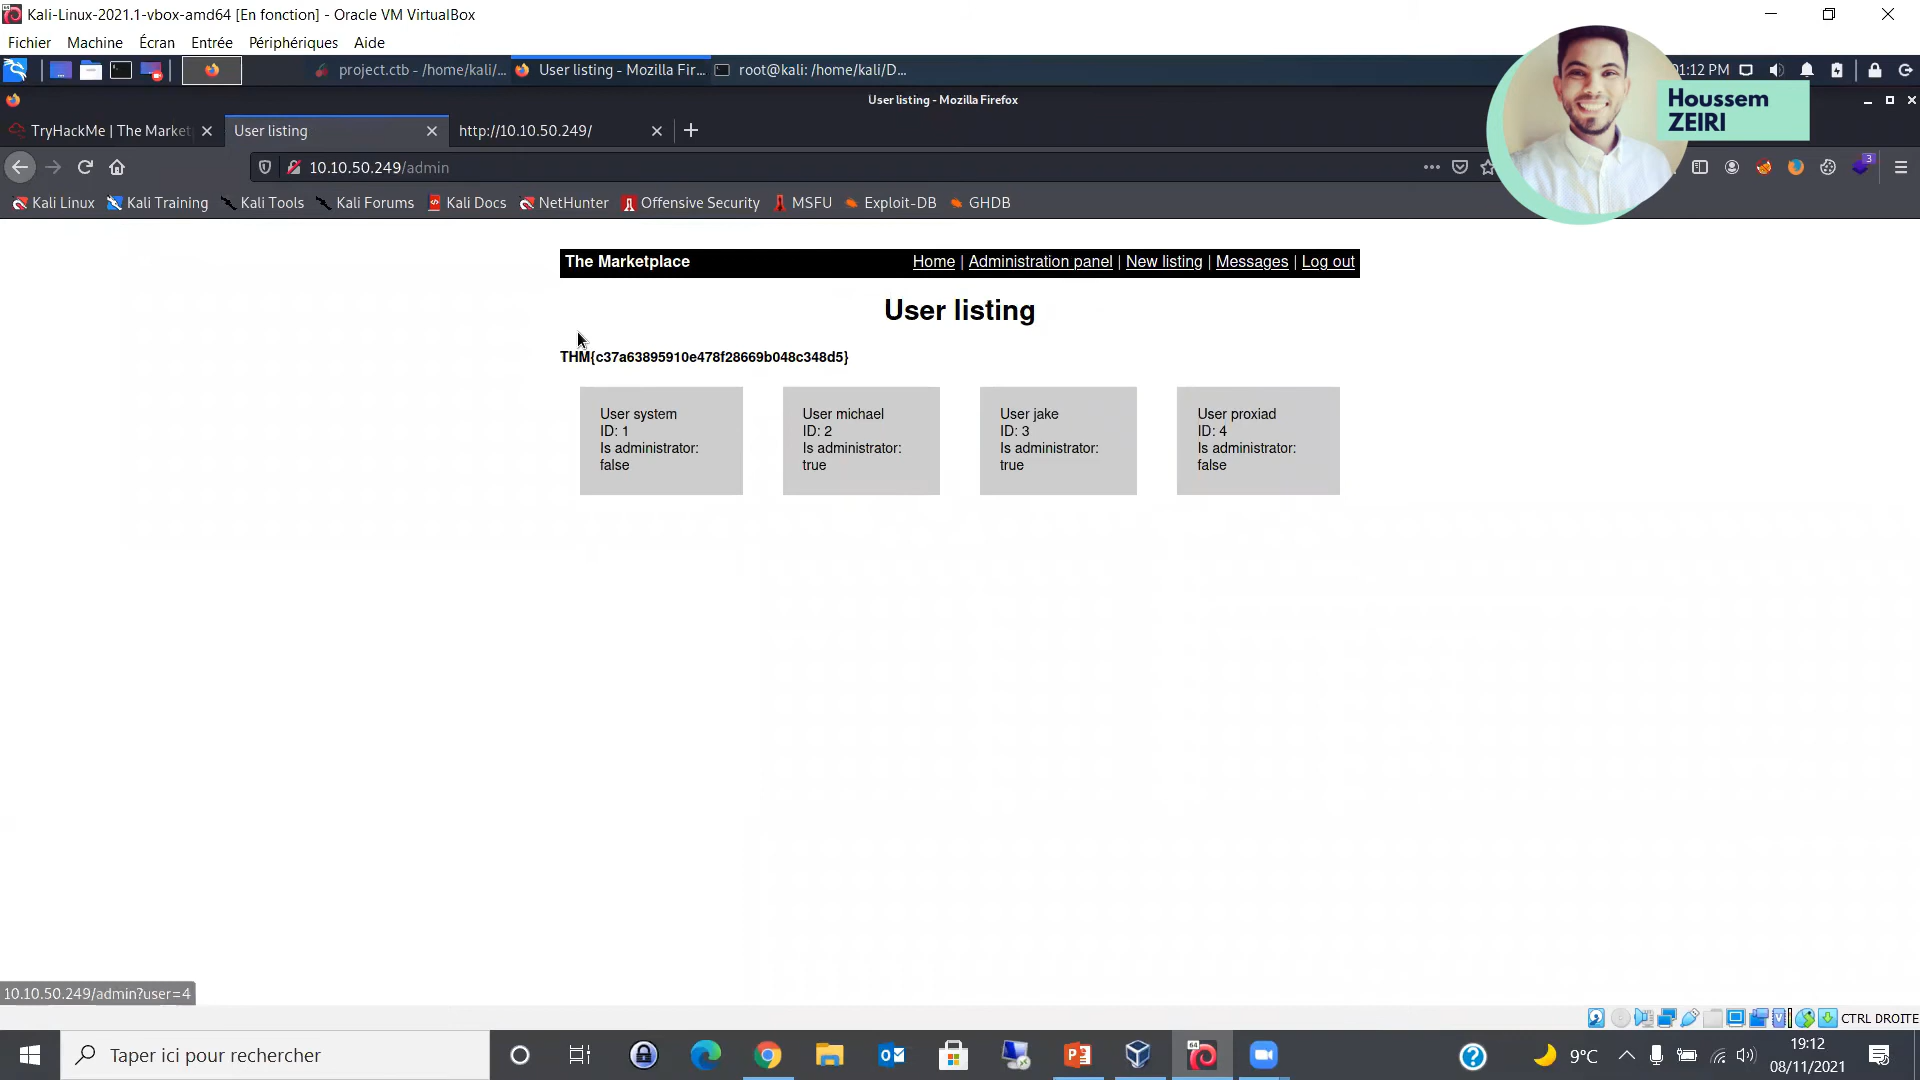 Kali-Linux-2021.1-vbox-amd64 [En fonction] - Oracle VM VirtualBox
Fichier Machine Écran Entrée Périphériques Aide
project.ctb - /home/kali/... User listing - Mozilla Fir... root@kali: /home/kali/D... 1:12 PM
User listing - Mozilla Firefox
Houssem
ZEIRI
TryHackMe | The Market User listing http://10.10.50.249/
10.10.50.249/admin 3
Kali Linux Kali Training Kali Tools Kali Forums Kali Docs NetHunter Offensive Security MSFU Exploit-DB GHDB
The Marketplace Home | Administration panel | New listing | Messages | Log out
User listing
THM{c37a63895910e478f28669b048c348d5}
User system
ID: 1
Is administrator:
false
User michael
ID: 2
Is administrator:
true
User jake
ID: 3
Is administrator:
true
User proxiad
ID: 4
Is administrator:
false
10.10.50.249/admin?user=4
CTRL DROITE
Taper ici pour rechercher
9°C
19:12
08/11/2021